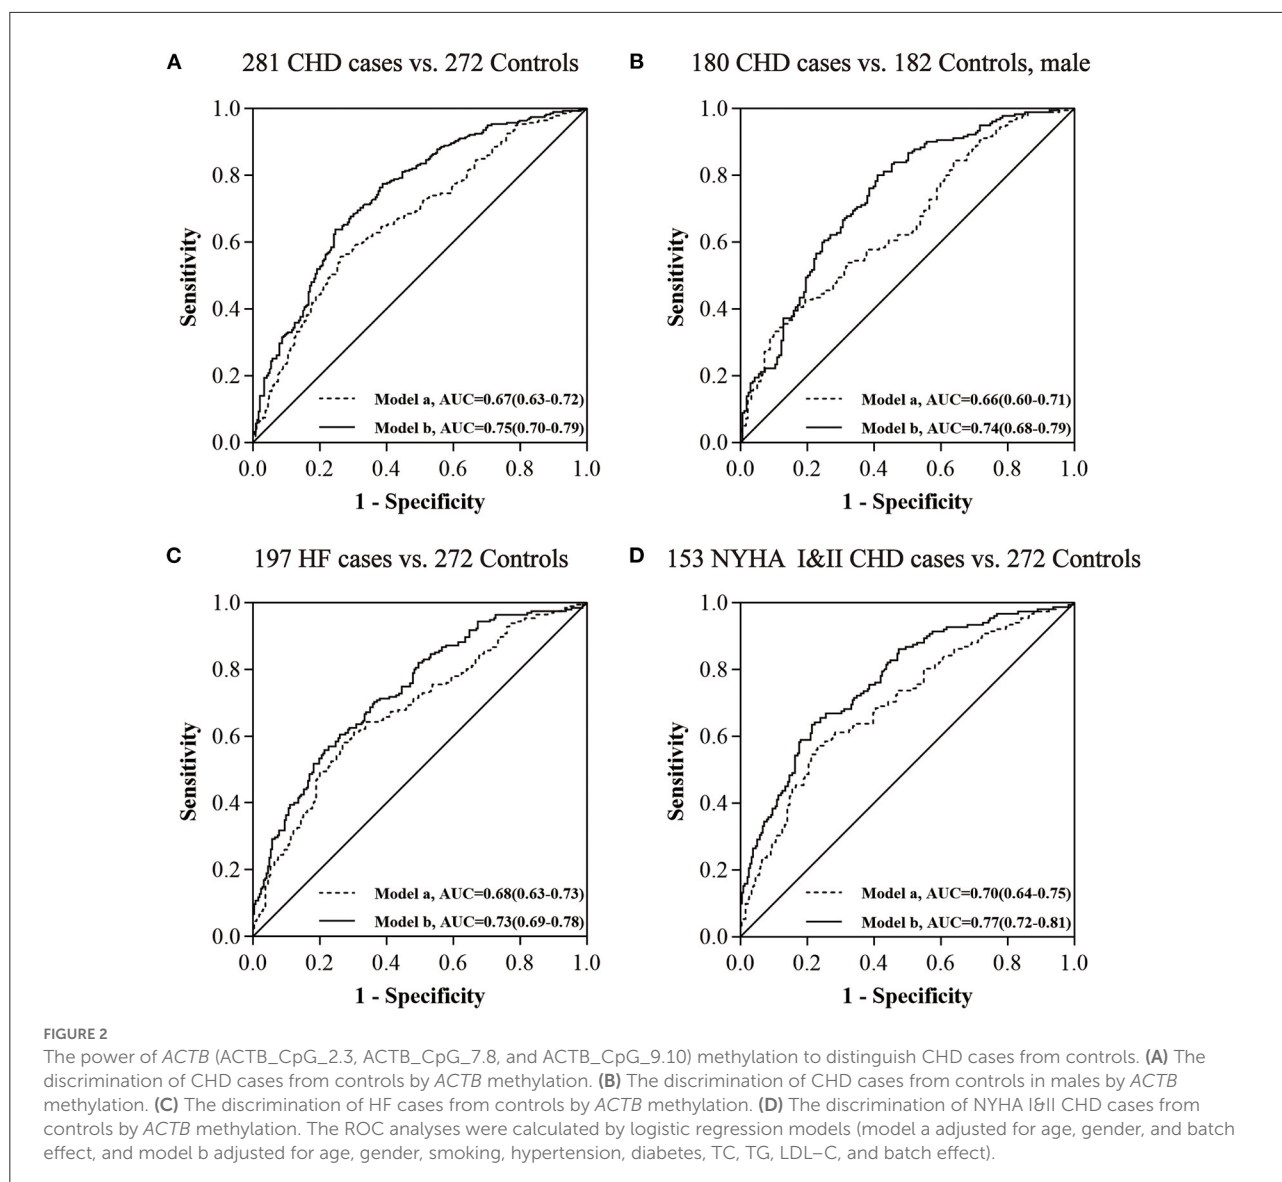 A 281 CHD cases vs. 272 Controls
1.0
0.8
0.6
0.4
0.2
0.0
Sensitivity
0.0 0.2 0.4 0.6 0.8 1.0
1 - Specificity
Model a, AUC=0.67(0.63-0.72)
Model b, AUC=0.75(0.70-0.79)
B 180 CHD cases vs. 182 Controls, male
1.0
0.8
0.6
0.4
0.2
0.0
Sensitivity
0.0 0.2 0.4 0.6 0.8 1.0
1 - Specificity
Model a, AUC=0.66(0.60-0.71)
Model b, AUC=0.74(0.68-0.79)
C 197 HF cases vs. 272 Controls
1.0
0.8
0.6
0.4
0.2
0.0
Sensitivity
0.0 0.2 0.4 0.6 0.8 1.0
1 - Specificity
Model a, AUC=0.68(0.63-0.73)
Model b, AUC=0.73(0.69-0.78)
D 153 NYHA I&II CHD cases vs. 272 Controls
1.0
0.8
0.6
0.4
0.2
0.0
Sensitivity
0.0 0.2 0.4 0.6 0.8 1.0
1 - Specificity
Model a, AUC=0.70(0.64-0.75)
Model b, AUC=0.77(0.72-0.81)
FIGURE 2
The power of ACTB (ACTB_CpG_2.3, ACTB_CpG_7.8, and ACTB_CpG_9.10) methylation to distinguish CHD cases from controls. (A) The
discrimination of CHD cases from controls by ACTB methylation. (B) The discrimination of CHD cases from controls in males by ACTB
methylation. (C) The discrimination of HF cases from controls by ACTB methylation. (D) The discrimination of NYHA I&II CHD cases from
controls by ACTB methylation. The ROC analyses were calculated by logistic regression models (model a adjusted for age, gender, and batch
effect, and model b adjusted for age, gender, smoking, hypertension, diabetes, TC, TG, LDL–C, and batch effect).